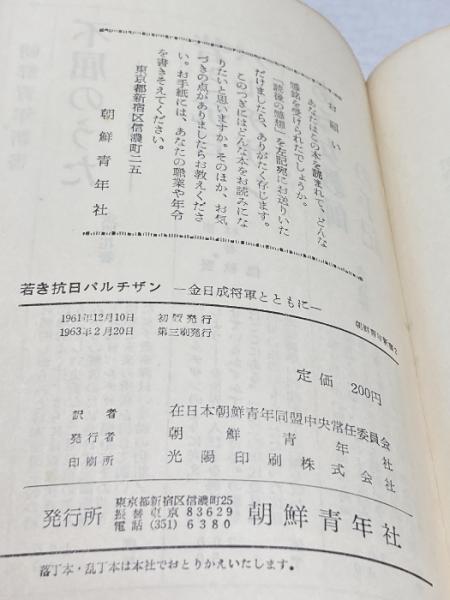 お願い
あなたはこの本を読まれて、どんな
感銘を受けられたでしょうか。
「読後の感想」を左記宛にお送りいた
だけましたら、ありがたく存じます。
このつぎにはどんな本をお読みにな
りたいと思いますか。そのほか、お気
づきの点がありましたらお教えくださ
い。お手紙には、あなたの職業や年令
を書きそえてください。
東京都新宿区信濃町二五
朝鮮青年社
若き抗日パルチザン ―金日成将軍とともに―
1961年12月10日 初版発行
1963年2月20日 第三刷発行
定価 200円
訳者 在日本朝鮮青年同盟中央常任委員会
発行者 朝鮮青年社
印刷所 光陽印刷株式会社
発行所 東京都新宿区信濃町25
振替東京83629
電話(351)6380
朝鮮青年社
落丁本・乱丁本は本社でおとりかえいたします。